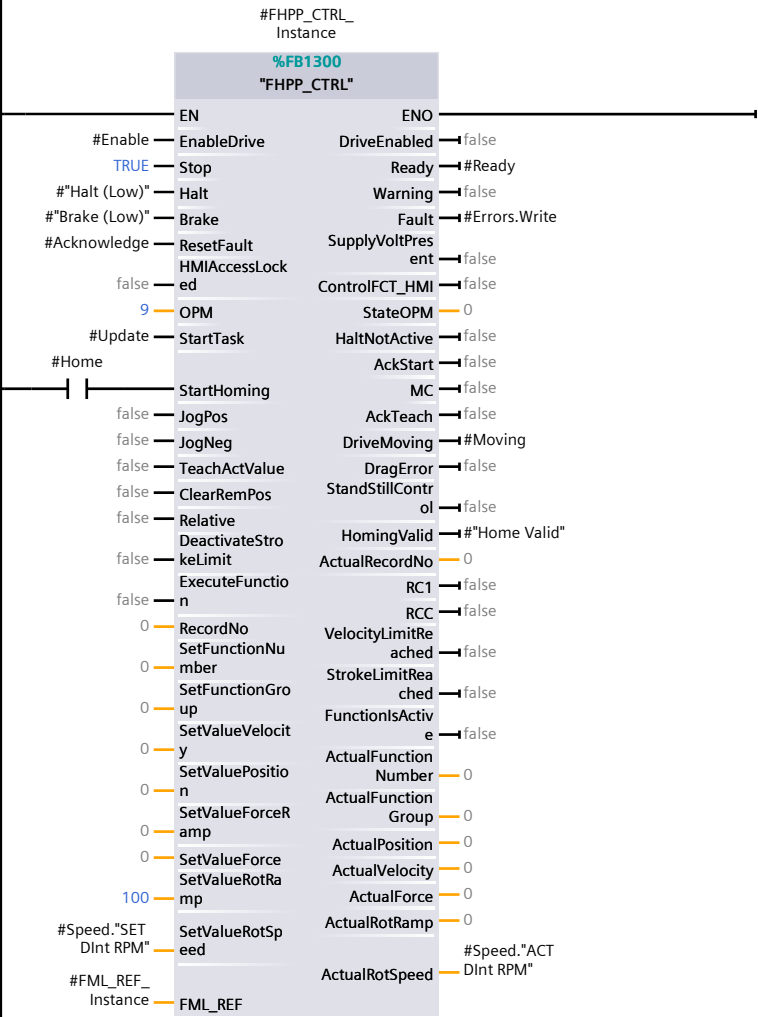 #FHPP_CTRL_
Instance
%FB1300
"FHPP_CTRL"
EN ENO
#Enable EnableDrive DriveEnabled false
TRUE Stop Ready #Ready
#"Halt (Low)" Halt Warning false
#"Brake (Low)" Brake Fault #Errors.Write
#Acknowledge ResetFault SupplyVoltPres
ent false
HMIAccessLock
false ed ControlFCT_HMI false
9 OPM StateOPM 0
#Update StartTask HaltNotActive false
#Home AckStart false
StartHoming MC false
false JogPos AckTeach false
false JogNeg DriveMoving #Moving
false TeachActValue DragError false
false ClearRemPos StandStillContr
ol false
false Relative
DeactivateStro HomingValid #"Home Valid"
false keLimit ActualRecordNo 0
ExecuteFunctio RC1 false
false n RCC false
0 RecordNo VelocityLimitRe
SetFunctionNu ached false
0 mber StrokeLimitRea
SetFunctionGro ched false
0 up FunctionIsActiv
SetValueVelocit e false
0 y ActualFunction
SetValuePositio Number 0
0 n ActualFunction
SetValueForceR Group 0
0 amp ActualPosition 0
0 SetValueForce ActualVelocity 0
SetValueRotRa
100 mp ActualForce 0
ActualRotRamp 0
#Speed."SET SetValueRotSp
DInt RPM" eed
#Speed."ACT
ActualRotSpeed DInt RPM"
#FML_REF_
Instance FML_REF